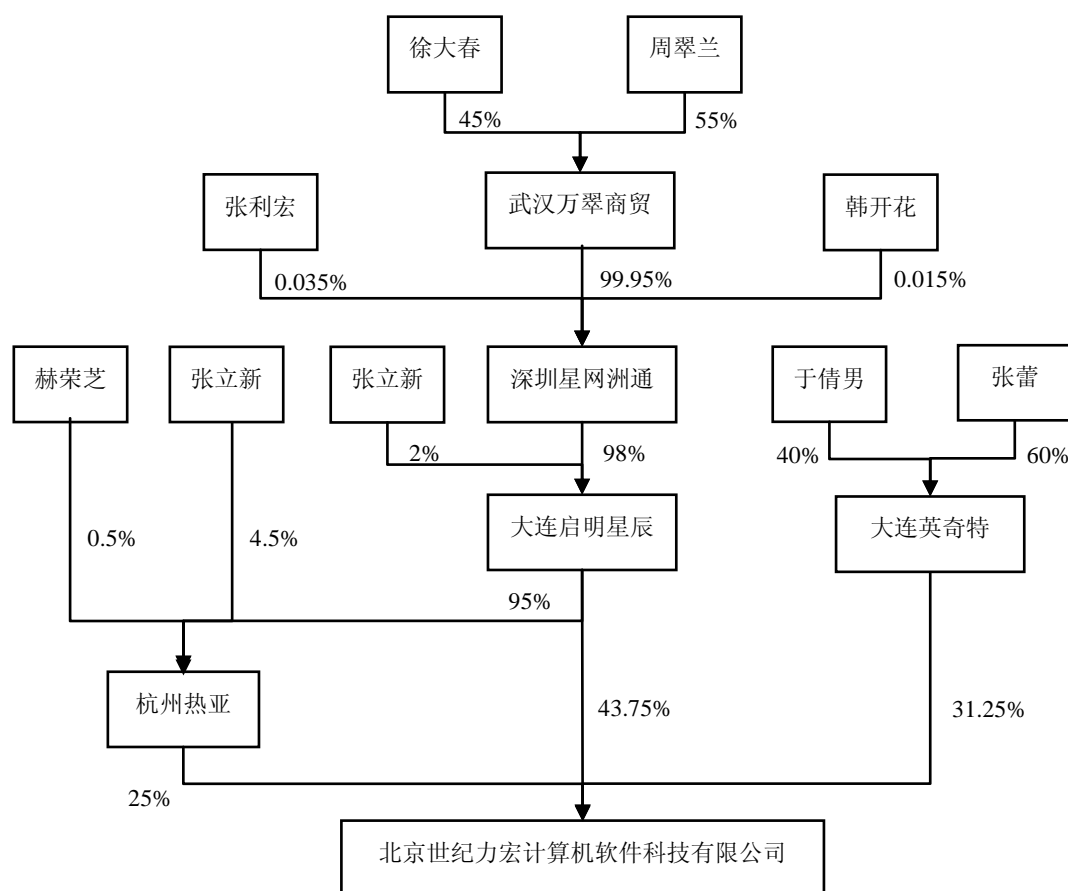 徐大春
周翠兰
45%
55%
张利宏
武汉万翠商贸
韩开花
0.035%
99.95%
0.015%
赫荣芝
张立新
张立新
深圳星网洲通
于倩男
张蕾
2%
98%
40%
60%
大连启明星辰
大连英奇特
0.5%
4.5%
95%
杭州热亚
43.75%
31.25%
25%
北京世纪力宏计算机软件科技有限公司